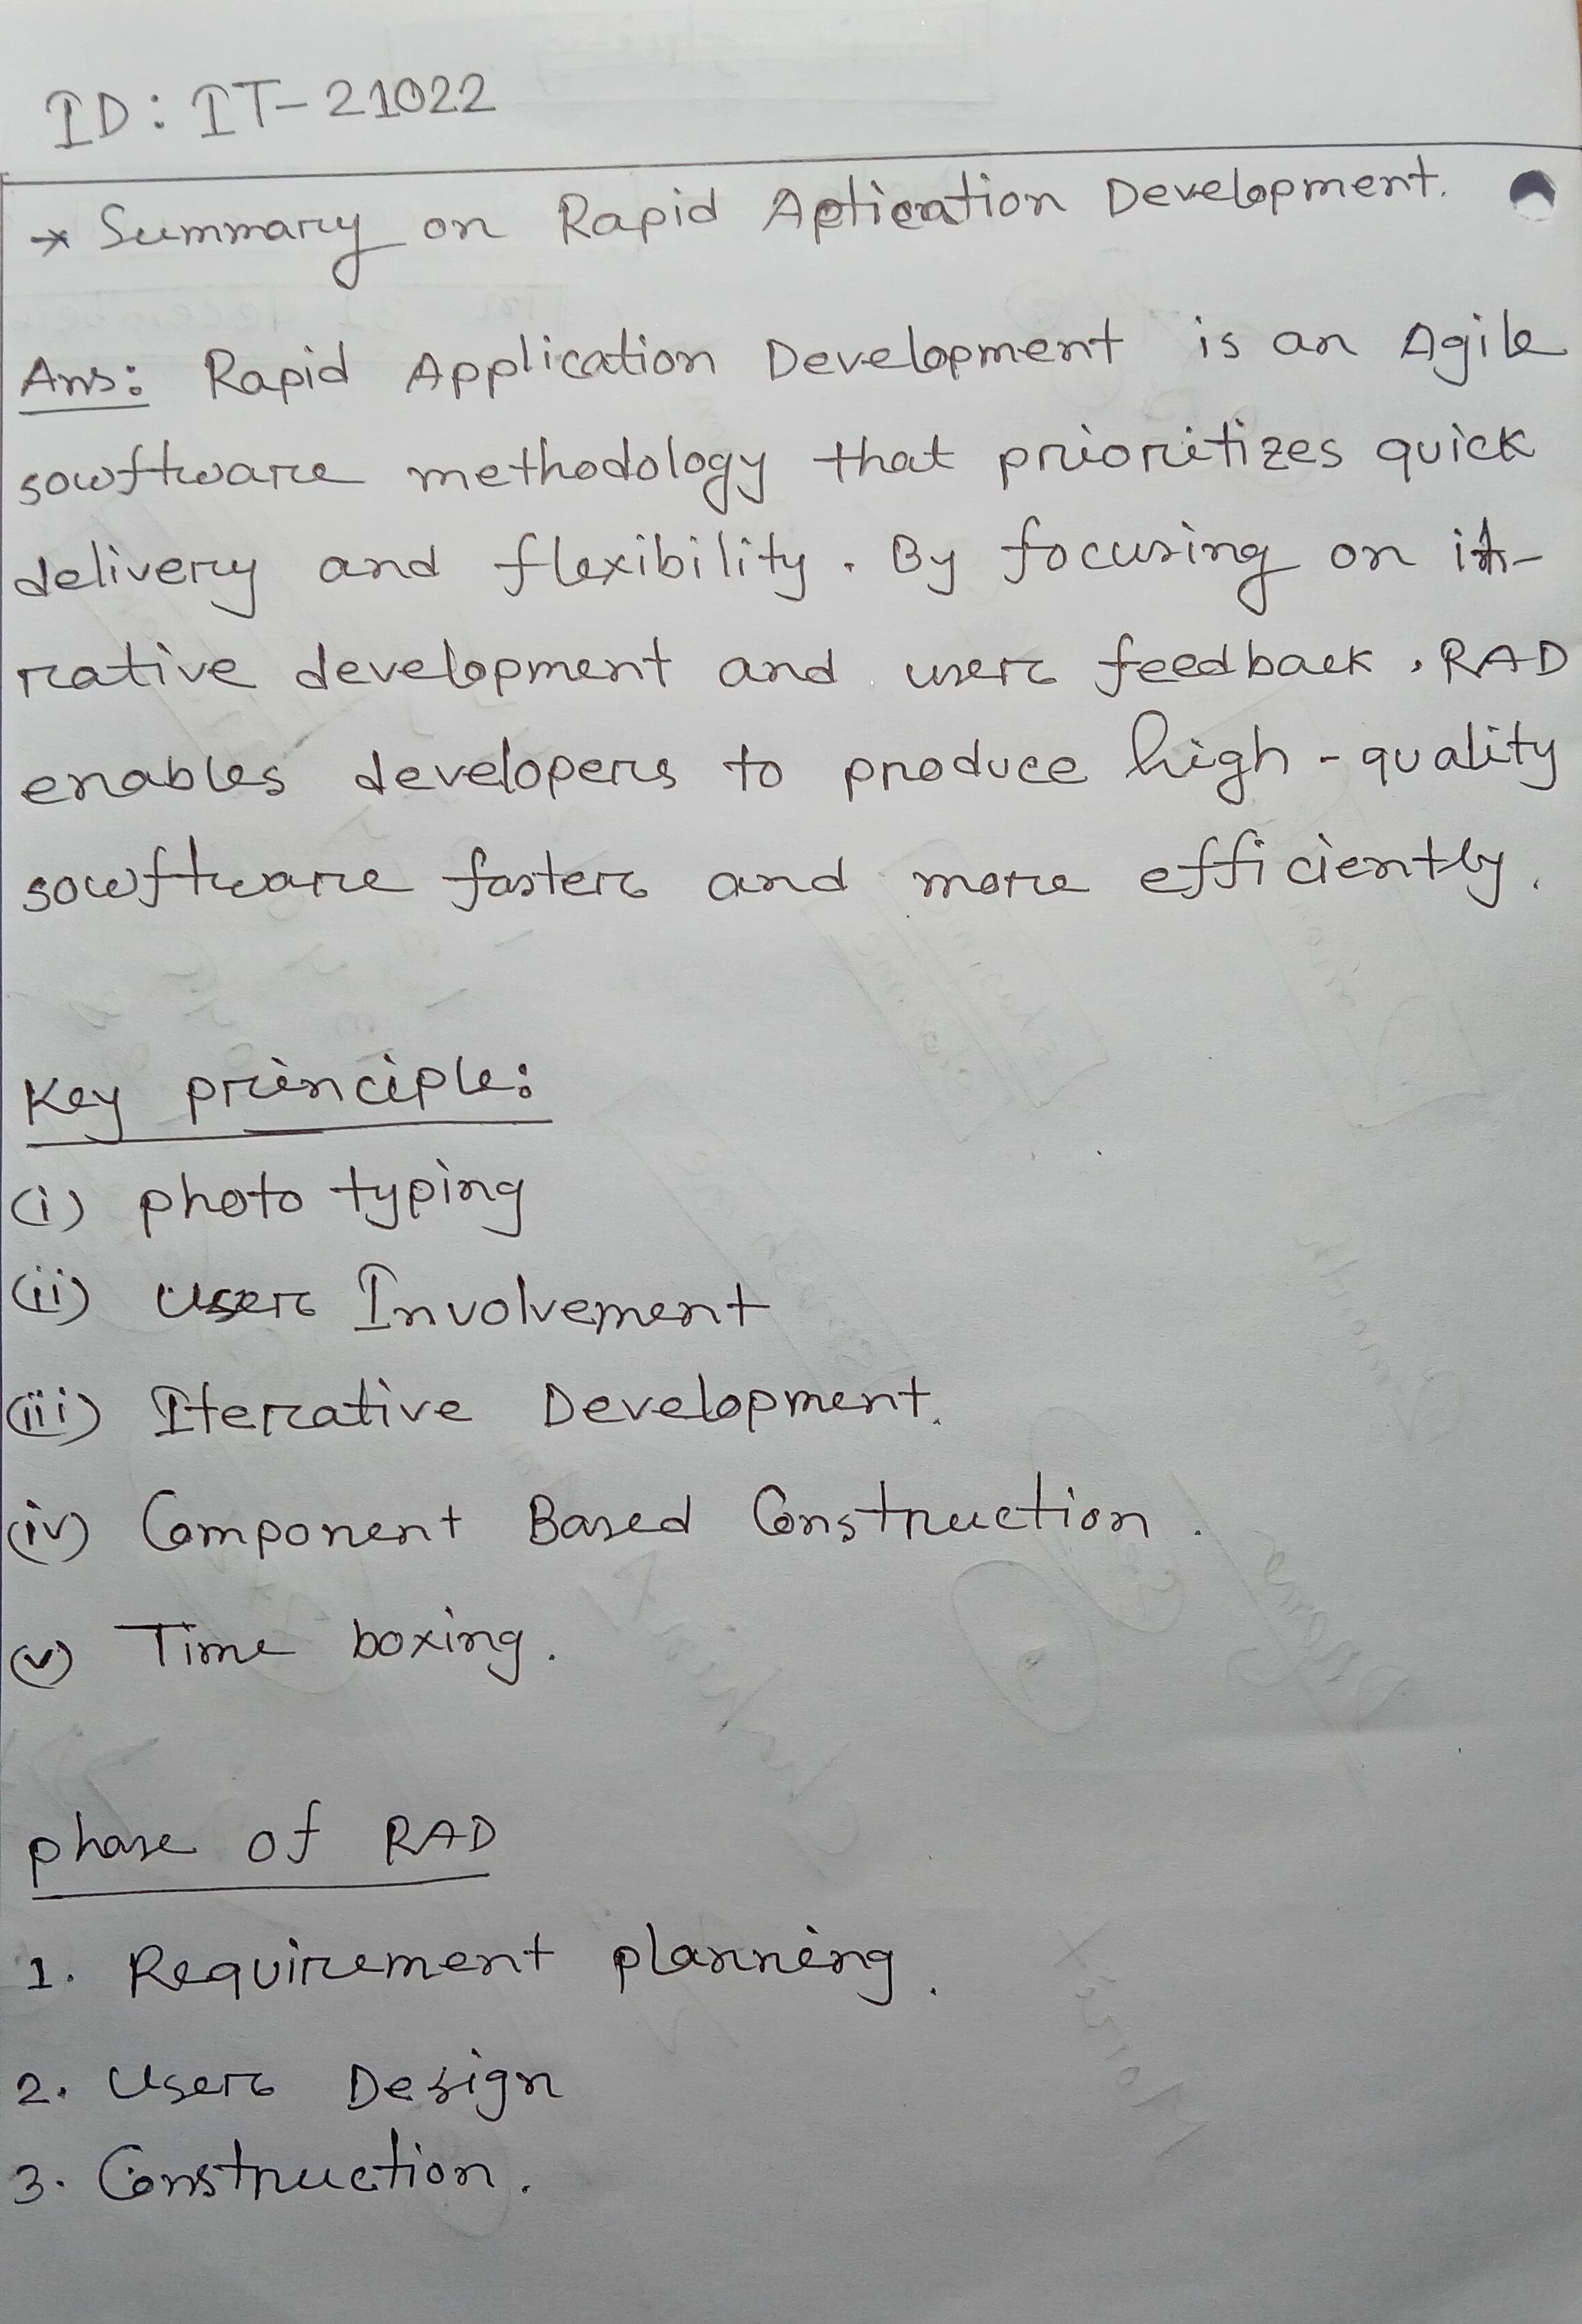 ID: IT-21022
* Summary on Rapid Aptication Development.
Ans: Rapid Application Development is an Agile
sowftware methodology that prioritizes quick
delivery and flexibility. By focusing on it-
rative development and user feedback, RAD
enables developers to produce high-quality
sowftware faster and more efficiently.
Key principle:
(i) photo typing
(ii) User Involvement
(iii) Iterative Development.
(iv) Component Based Construction.
(v) Time boxing.
phase of RAD
1. Requirement planning.
2. User Design
3. Construction.